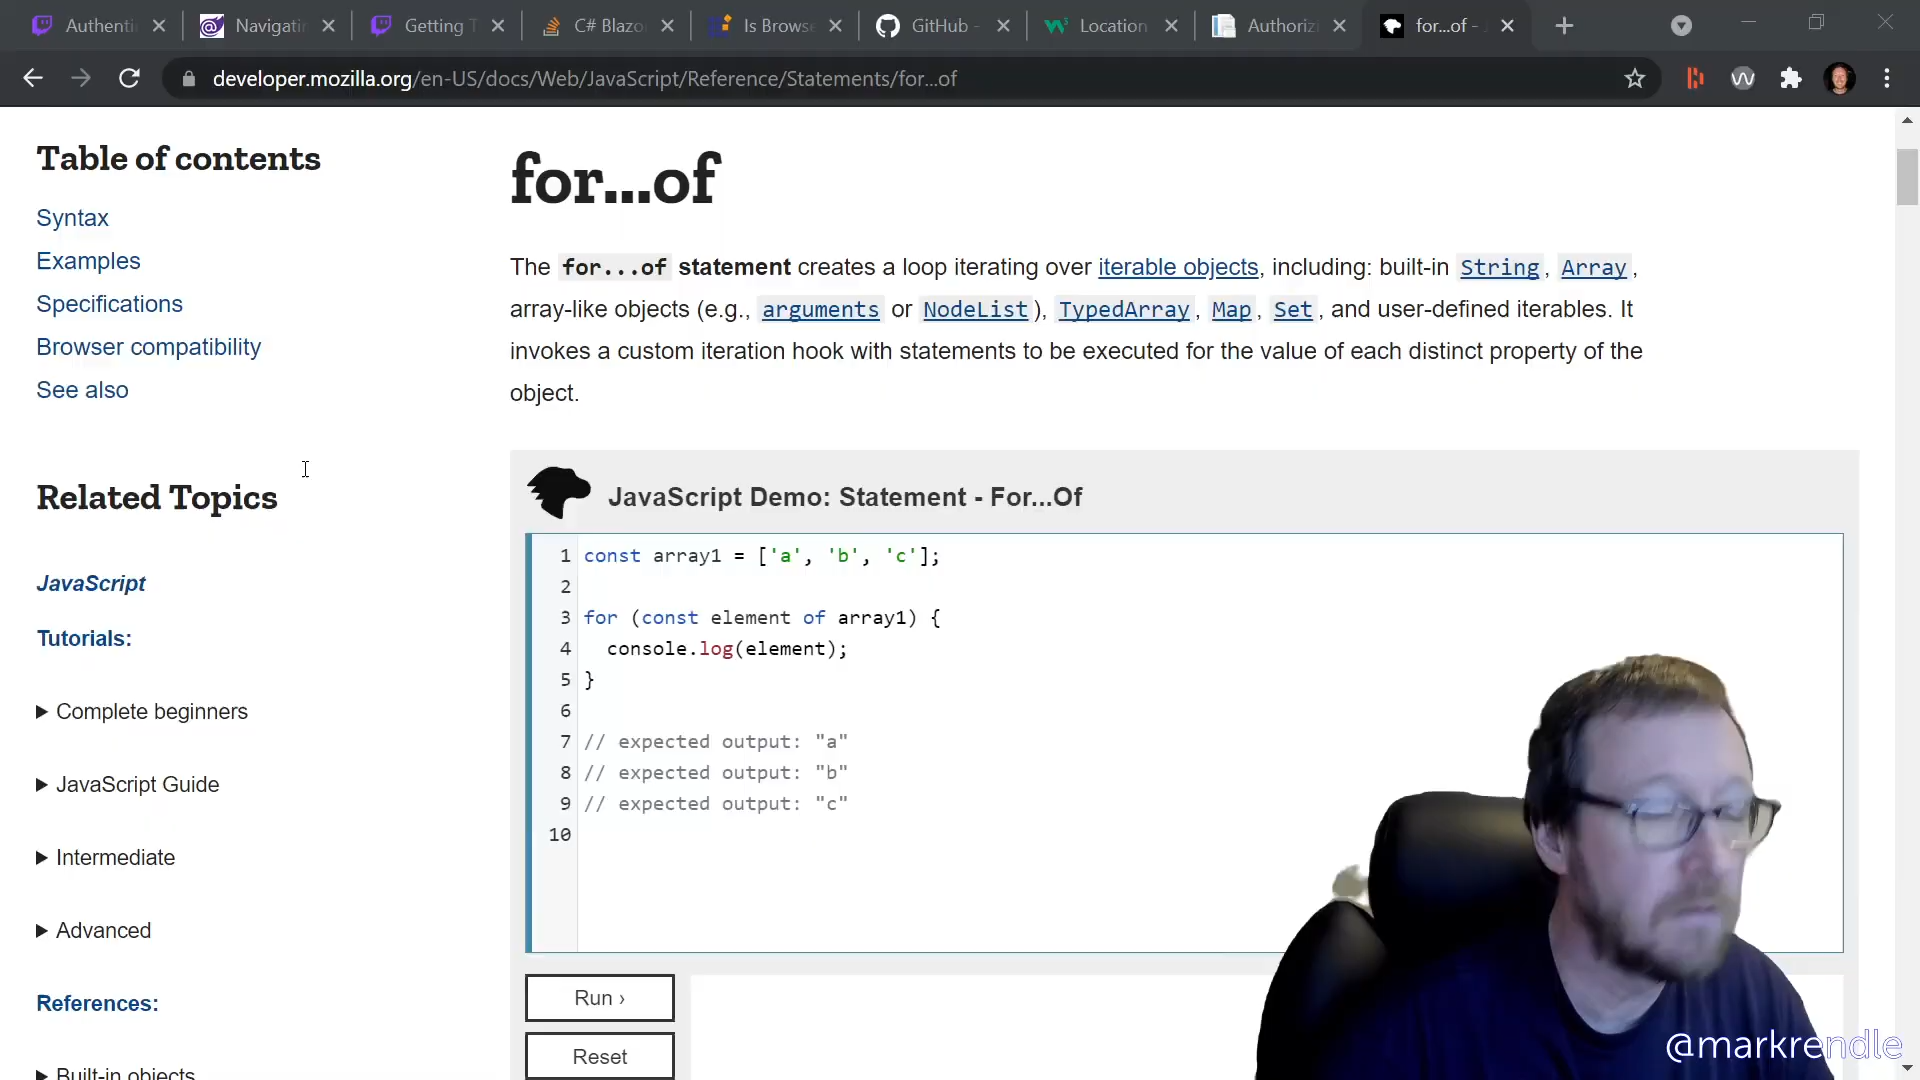 Authenti
Navigatin
Getting T
C# Blazo
Is Browse
GitHub -
Location
Authoriz
for...of - J
developer.mozilla.org/en-US/docs/Web/JavaScript/Reference/Statements/for...of
Table of contents
Syntax
Examples
Specifications
Browser compatibility
See also
Related Topics
JavaScript
Tutorials:
▶ Complete beginners
▶ JavaScript Guide
▶ Intermediate
▶ Advanced
References:
▶ Built-in objects
for...of
The for...of statement creates a loop iterating over iterable objects, including: built-in String, Array,
array-like objects (e.g., arguments or NodeList), TypedArray, Map, Set, and user-defined iterables. It
invokes a custom iteration hook with statements to be executed for the value of each distinct property of the
object.
JavaScript Demo: Statement - For...Of
1 const array1 = ['a', 'b', 'c'];
2
3 for (const element of array1) {
4 console.log(element);
5 }
6
7 // expected output: "a"
8 // expected output: "b"
9 // expected output: "c"
10
Run ›
Reset
@markrendle